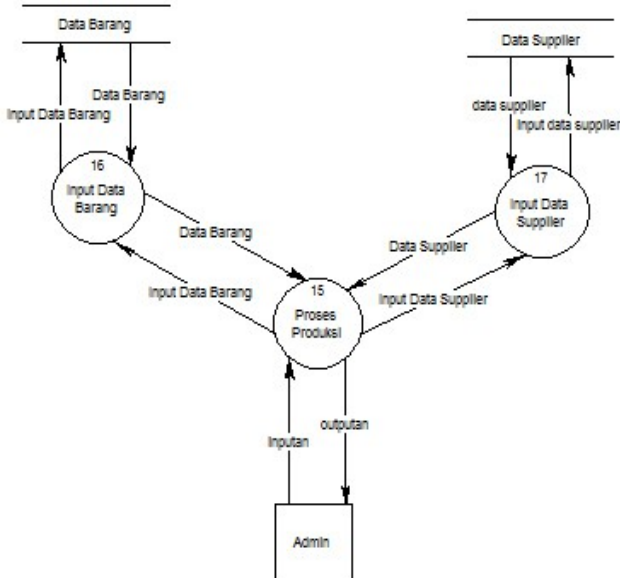 Data Barang
Data Supplier
Data Barang
Input Data Barang
data supplier
Input data supplier
16
Input Data
Barang
17
Input Data
Supplier
Data Barang
Data Supplier
Input Data Barang
Input Data Supplier
15
Proses
Produksi
outputan
Inputan
Admin